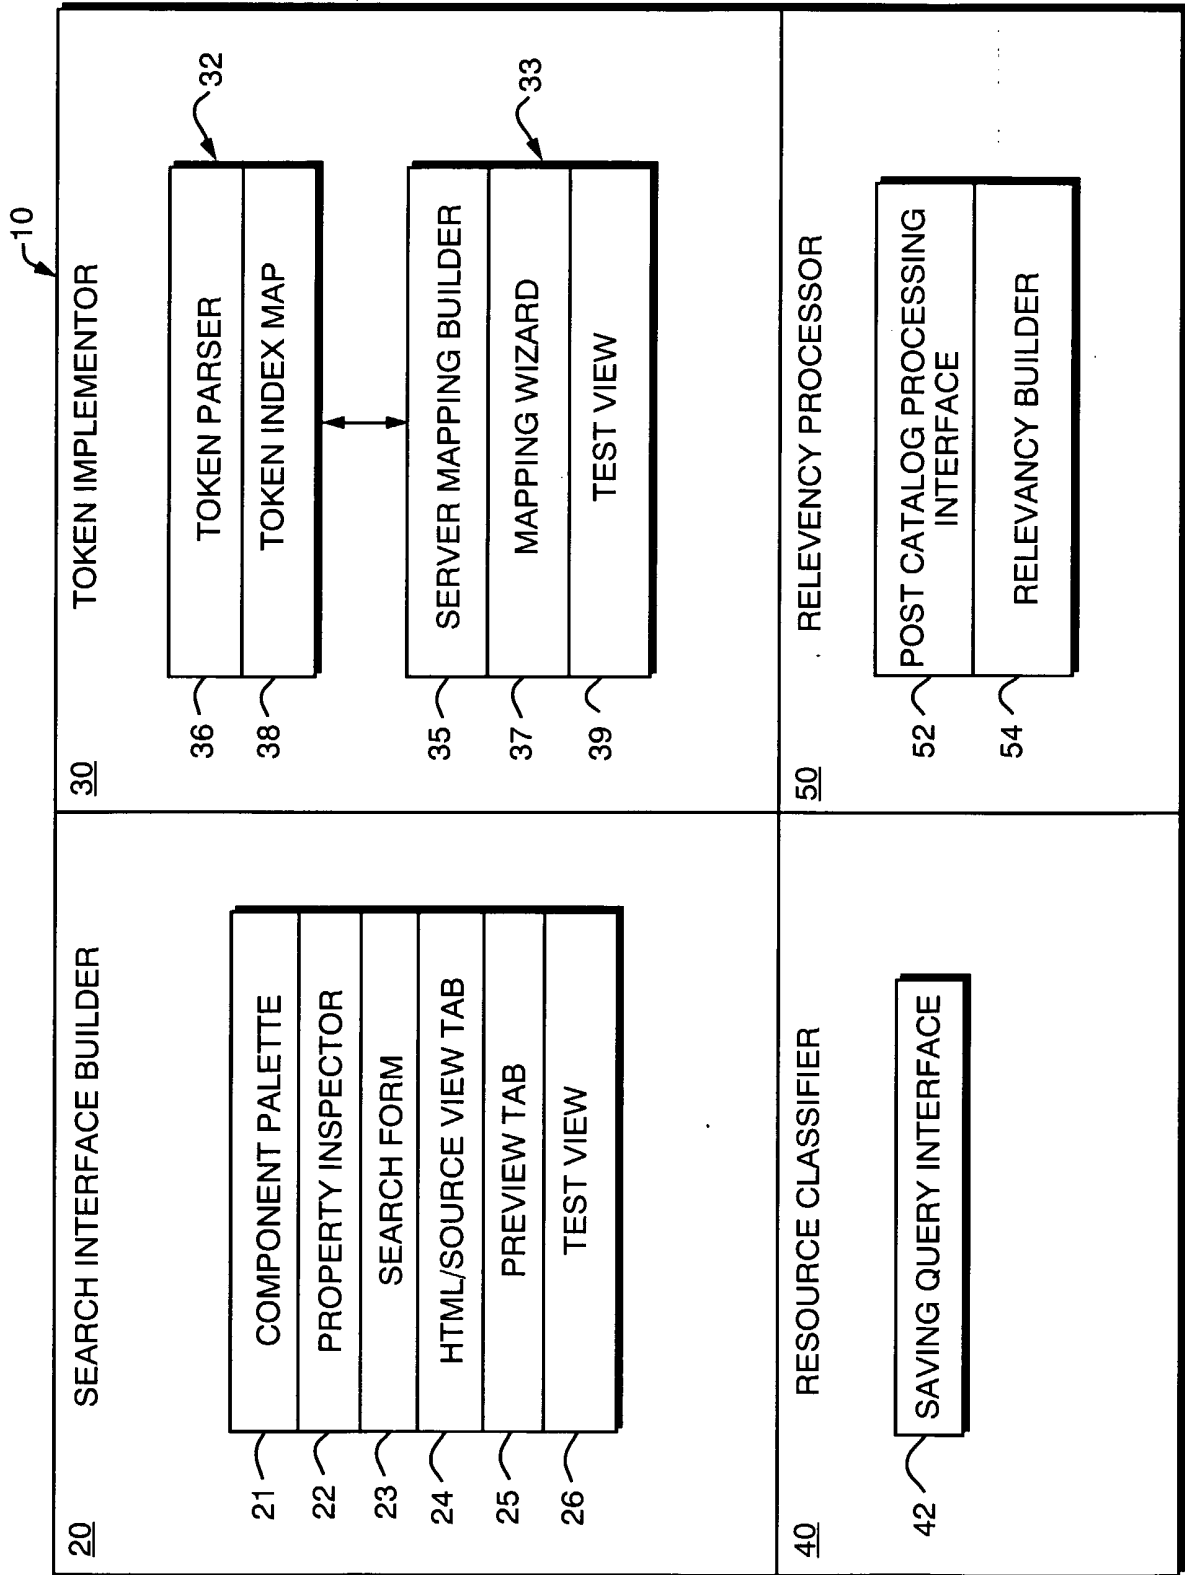 10
20
SEARCH INTERFACE BUILDER
21
COMPONENT PALETTE
22
PROPERTY INSPECTOR
23
SEARCH FORM
24
HTML/SOURCE VIEW TAB
25
PREVIEW TAB
26
TEST VIEW
30
TOKEN IMPLEMENTOR
32
36
TOKEN PARSER
38
TOKEN INDEX MAP
33
35
SERVER MAPPING BUILDER
37
MAPPING WIZARD
39
TEST VIEW
40
RESOURCE CLASSIFIER
42
SAVING QUERY INTERFACE
50
RELEVENCY PROCESSOR
52
POST CATALOG PROCESSING
INTERFACE
54
RELEVANCY BUILDER